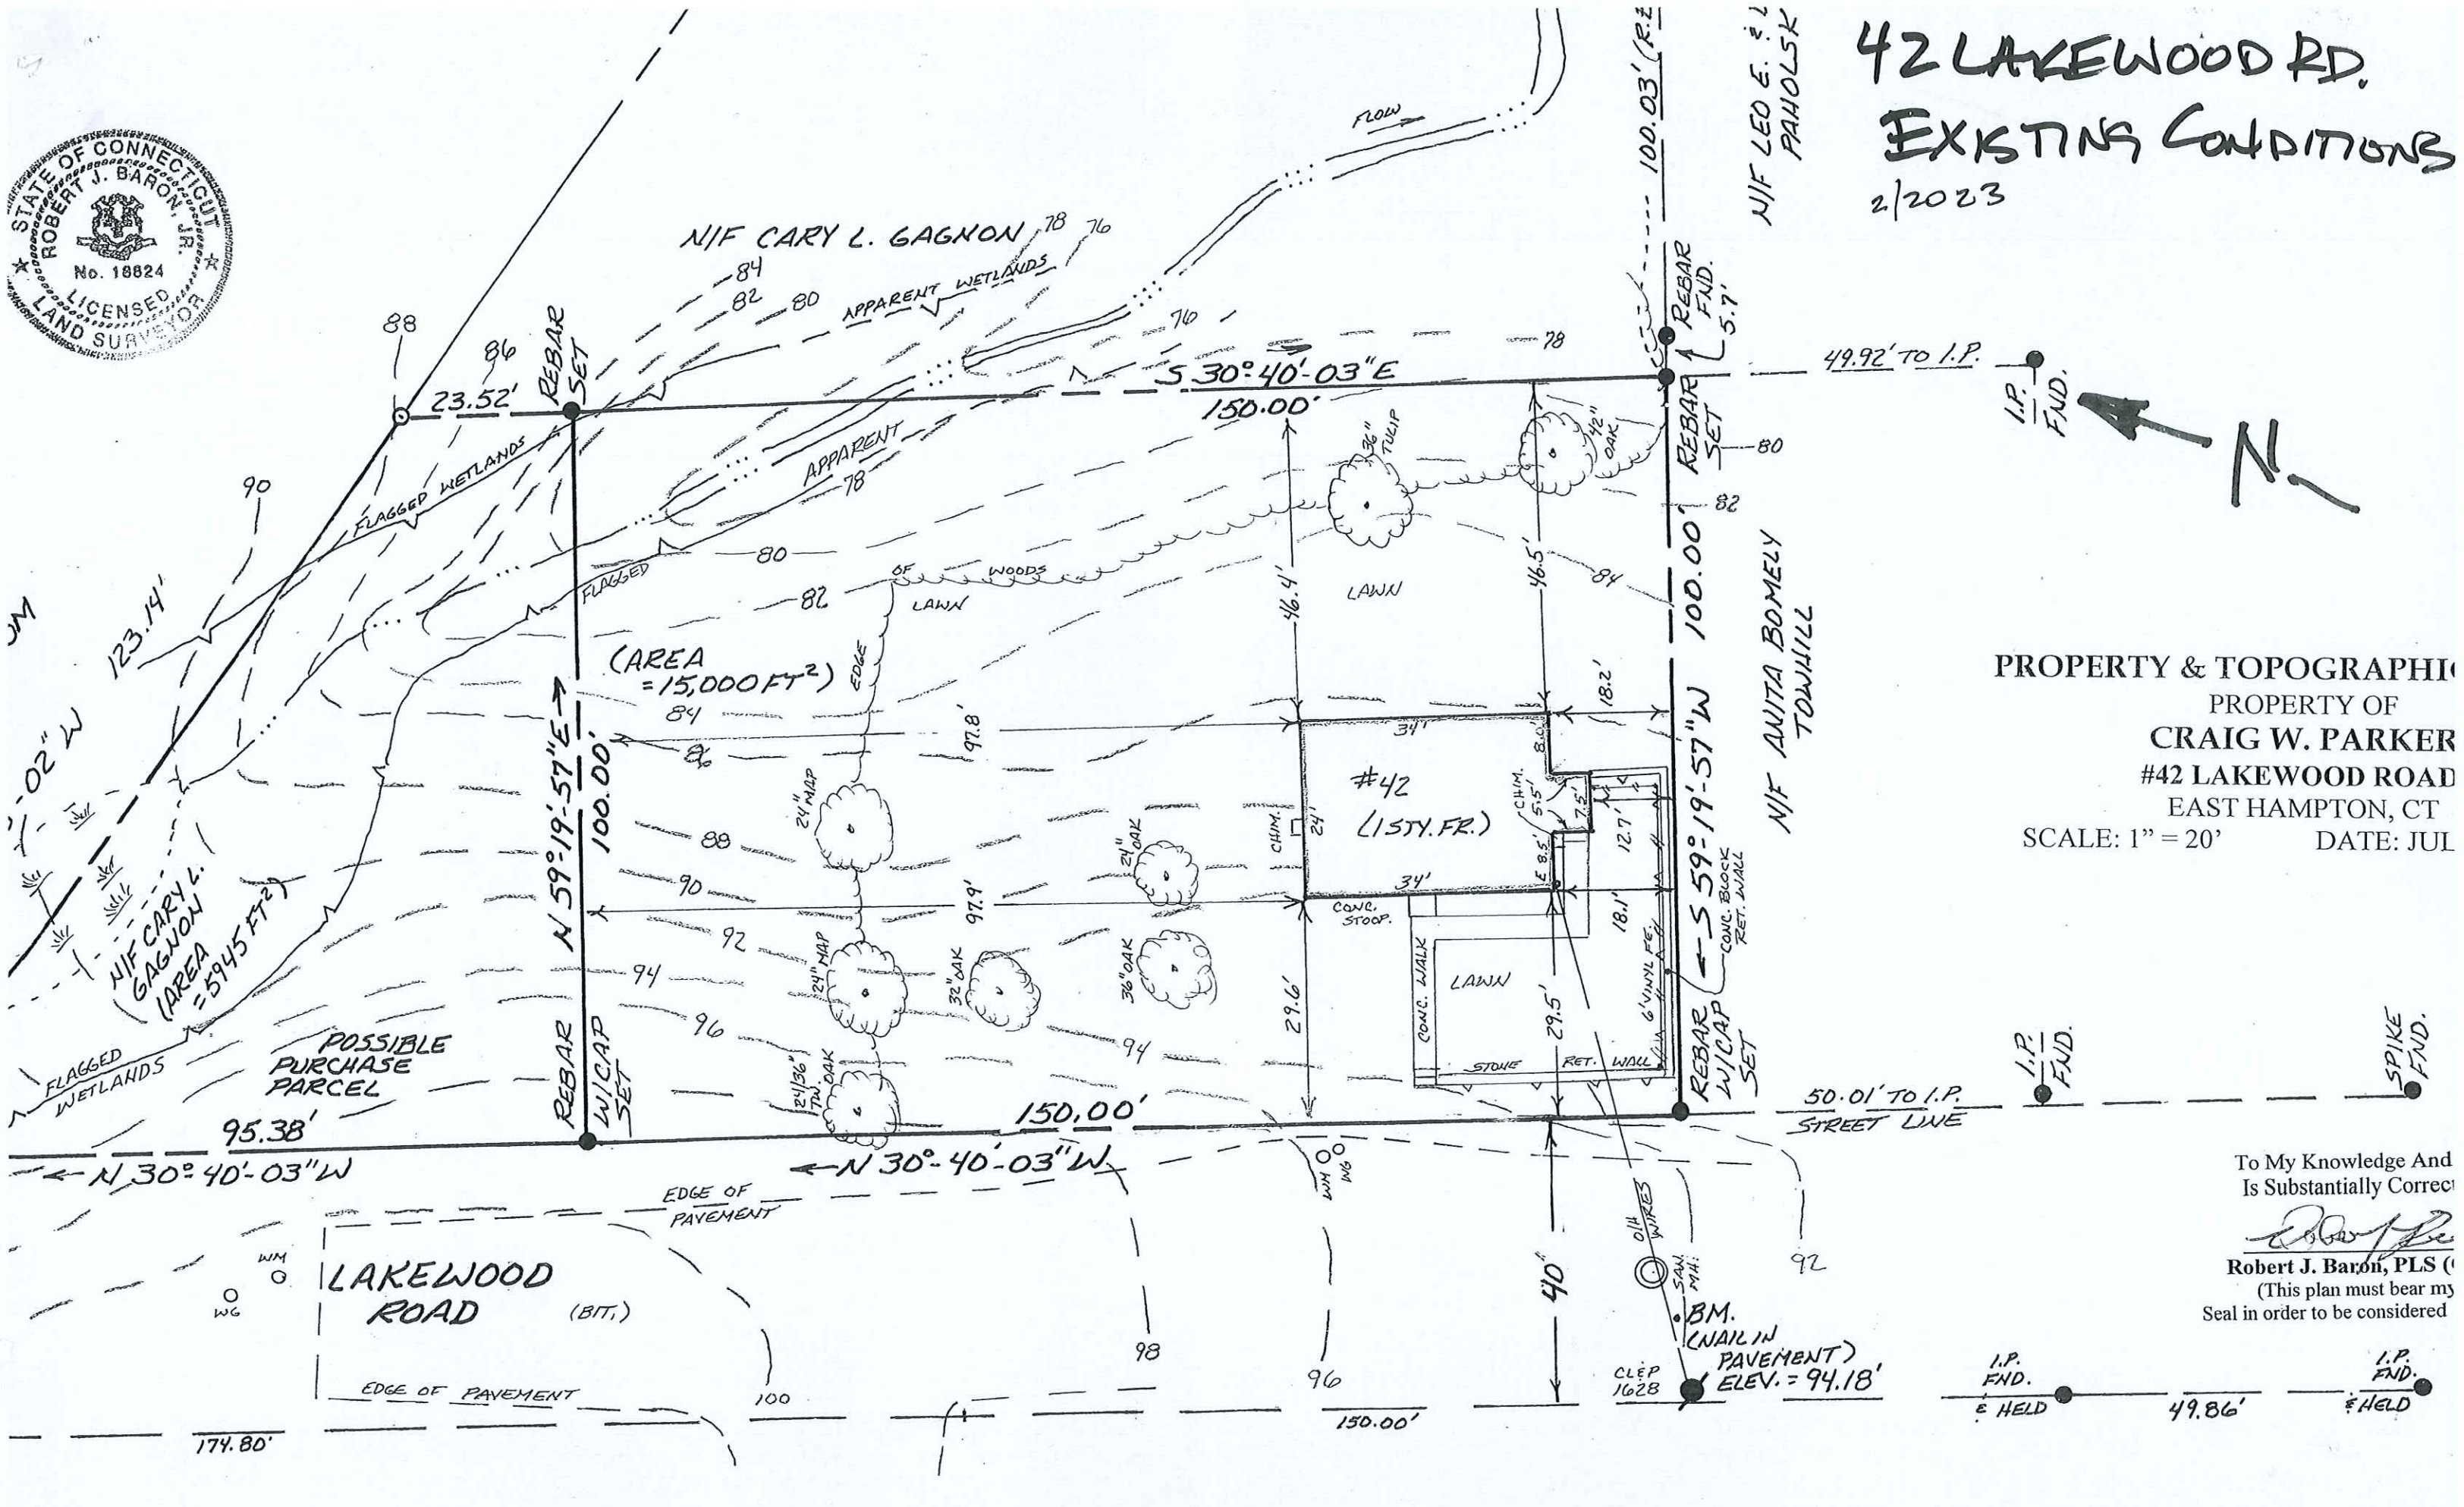 42 LAKEWOOD RD.
EXISTING CONDITIONS
2/2023
STATE OF CONNECTICUT
ROBERT J. BARON, JR.
No. 18824
LICENSED
LAND SURVEYOR
N/F LEO E. &
PAHOLSK
100.03' (R.
FLOW
N/F CARY L. GAGNON
78
76
84
82
80
APPARENT WETLANDS
76
78
88
86
23.52'
REBAR
SET
S 30°-40'-03" E
150.00'
REBAR
FND.
5.7'
REBAR
SET
49.92' TO I.P.
I.P.
FND.
N
90
FLAGGED WETLANDS
APPARENT
78
36"
TULIP
42"
OAK
80
82
84
123.14'
FLAGGED
80
82
EDGE
OF
WOODS
LAWN
LAWN
46.4'
46.5'
100.00'
S 59°-19'-57" W
N/F ANITA BOMELY
TOWHILL
(AREA
=15,000 FT²)
84
86
97.8'
18.2'
34'
8.0'
#42
(1 STY. FR.)
CHIM.
24'
CHIM.
5.5'
7.5'
12.7'
8.5'
34'
18.1'
-02" W
N 59°-19'-57" E
100.00'
24" MAP
88
90
24"
OAK
97.9'
CONC.
STOOP.
CONC. BLOCK
RET. WALL
92
94
24" MAP
32" OAK
36" OAK
CONC. WALK
LAWN
6' VINYL FE.
29.6'
29.5'
N/F CARY L.
GAGNON
(AREA
=5945 FT²)
FLAGGED
WETLANDS
POSSIBLE
PURCHASE
PARCEL
96
94
24/36"
TW. OAK
STONE RET. WALL
REBAR
W/CAP
SET
REBAR
W/CAP
SET
95.38'
150.00'
N 30°-40'-03" W
N 30°-40'-03" W
50.01' TO I.P.
STREET LINE
I.P.
FND.
SPIKE
FND.
PROPERTY & TOPOGRAPHI
PROPERTY OF
CRAIG W. PARKER
#42 LAKEWOOD ROAD
EAST HAMPTON, CT
SCALE: 1" = 20' DATE: JUL
To My Knowledge And
Is Substantially Correc
Robert J. Baron, PLS (
(This plan must bear my
Seal in order to be considered
EDGE OF
PAVEMENT
WM
WG
WM
WG
LAKEWOOD
ROAD
(BIT.)
EDGE OF PAVEMENT
100
98
96
92
40'
O/H
WIRES
SAN.
MH.
BM.
(NAIL IN
PAVEMENT)
ELEV. = 94.18'
CL&P
1628
174.80'
150.00'
I.P.
FND.
& HELD
49.86'
I.P.
FND.
& HELD